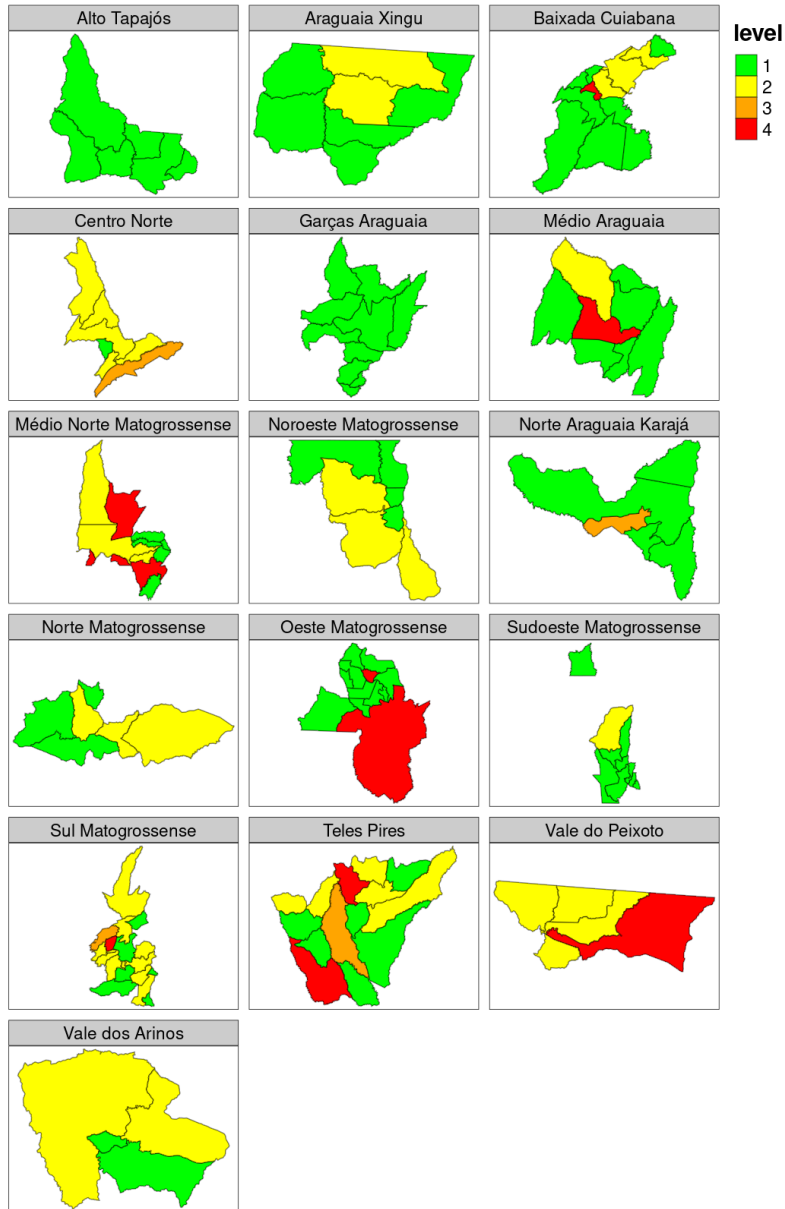 Alto Tapajós
Araguaia Xingu
Baixada Cuiabana
level
1
2
3
4
Centro Norte
Garças Araguaia
Médio Araguaia
Médio Norte Matogrossense
Noroeste Matogrossense
Norte Araguaia Karajá
Norte Matogrossense
Oeste Matogrossense
Sudoeste Matogrossense
Sul Matogrossense
Teles Pires
Vale do Peixoto
Vale dos Arinos